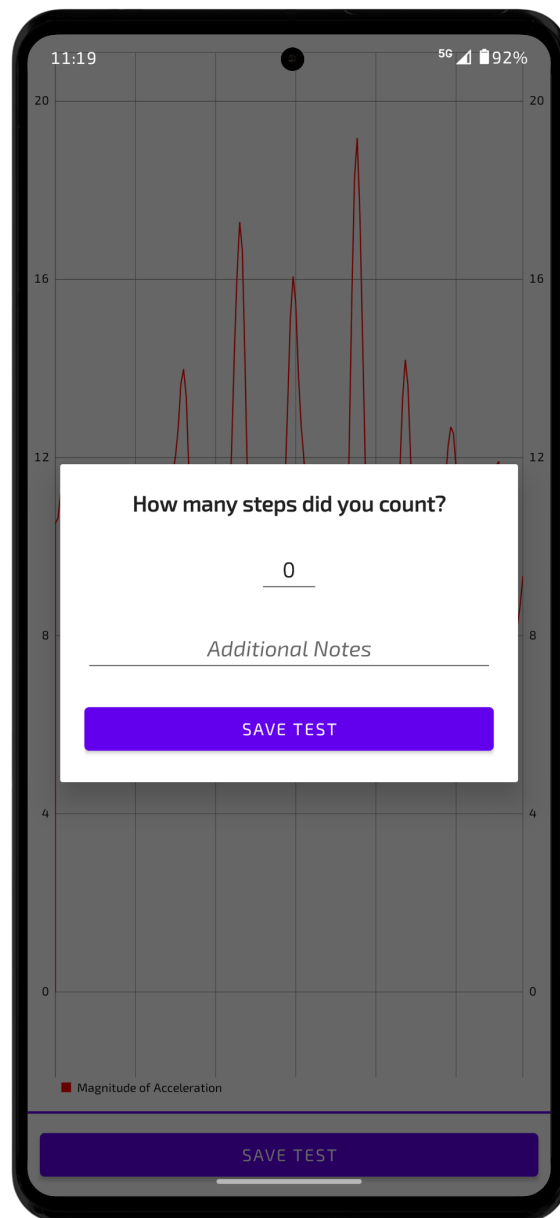 11:19 5G 92%
20 20
16 16
12 12
How many steps did you count?
0
8 8
Additional Notes
SAVE TEST
4 4
0 0
Magnitude of Acceleration
SAVE TEST